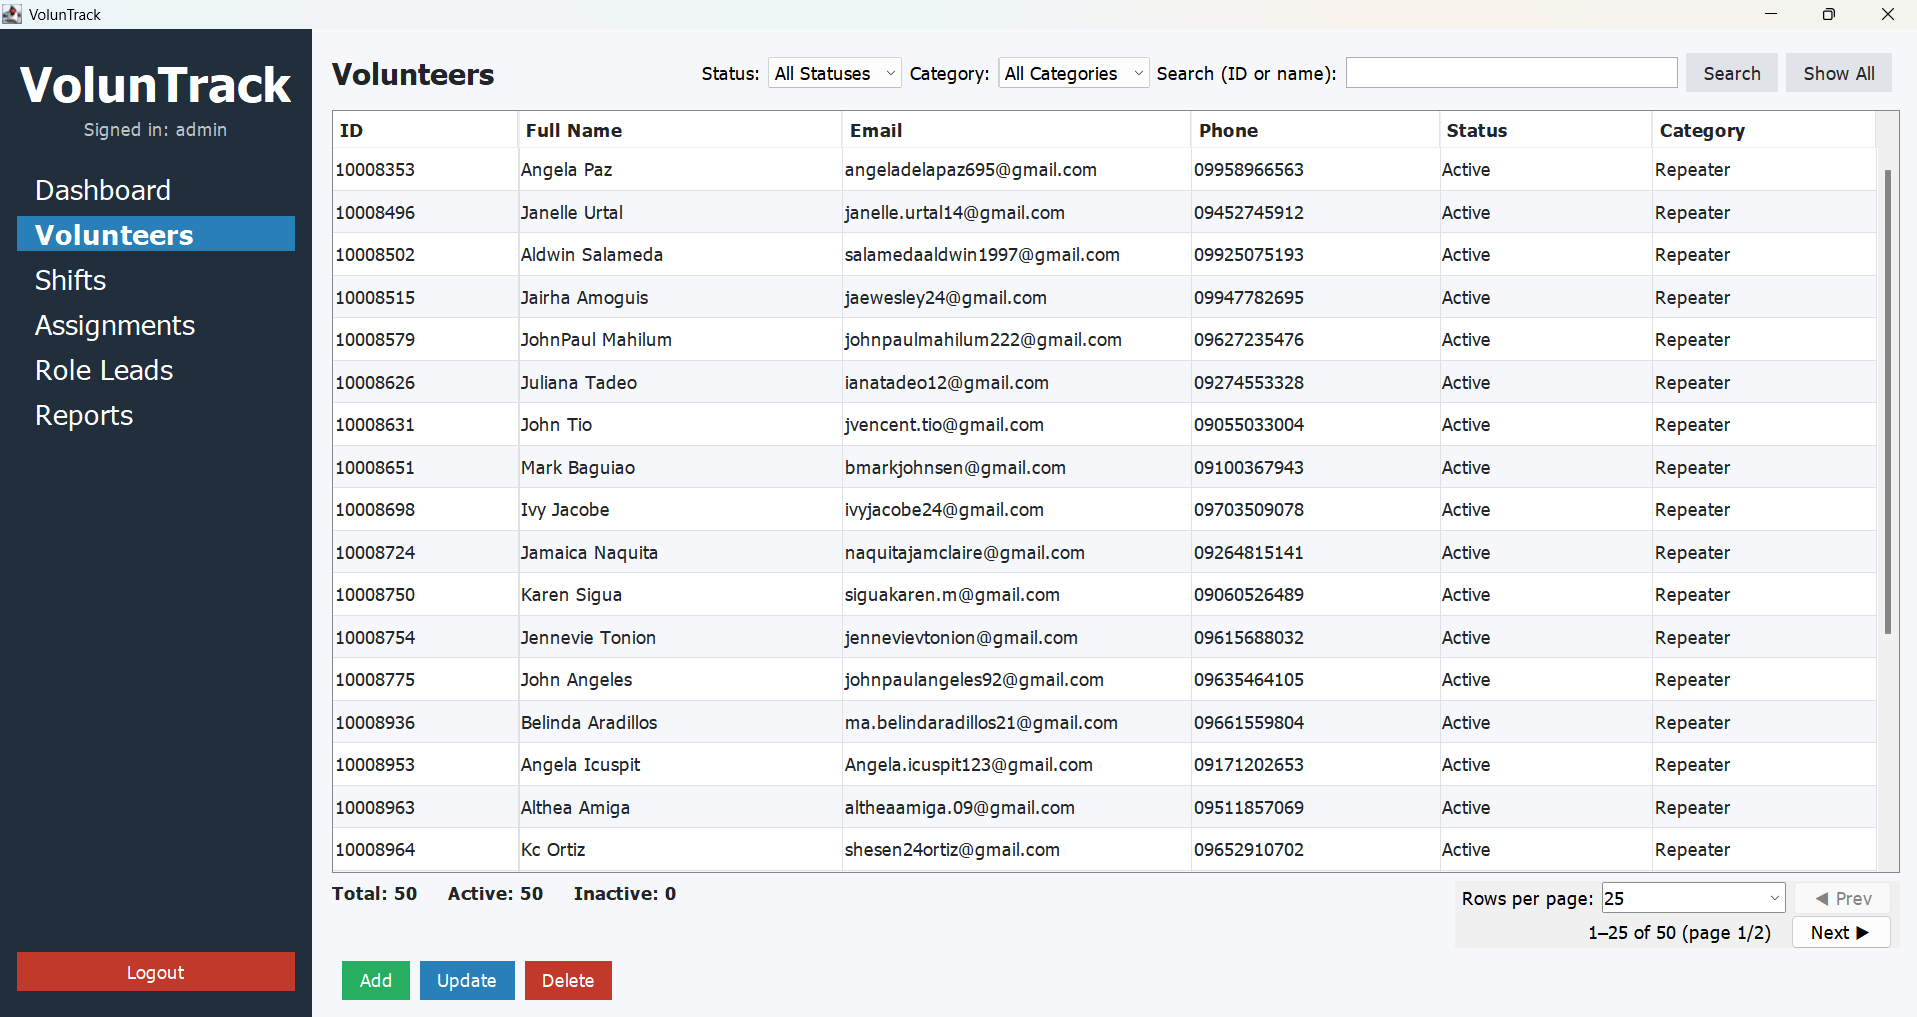 VolunTrack
VolunTrack
Signed in: admin
Dashboard
Volunteers
Shifts
Assignments
Role Leads
Reports
Logout
Volunteers Status: All Statuses Category: All Categories Search (ID or name): Search Show All
ID Full Name Email Phone Status Category
10008353 Angela Paz angeladelapaz695@gmail.com 09958966563 Active Repeater
10008496 Janelle Urtal janelle.urtal14@gmail.com 09452745912 Active Repeater
10008502 Aldwin Salameda salamedaaldwin1997@gmail.com 09925075193 Active Repeater
10008515 Jairha Amoguis jaewesley24@gmail.com 09947782695 Active Repeater
10008579 JohnPaul Mahilum johnpaulmahilum222@gmail.com 09627235476 Active Repeater
10008626 Juliana Tadeo ianatadeo12@gmail.com 09274553328 Active Repeater
10008631 John Tio jvencent.tio@gmail.com 09055033004 Active Repeater
10008651 Mark Baguiao bmarkjohnsen@gmail.com 09100367943 Active Repeater
10008698 Ivy Jacobe ivyjacobe24@gmail.com 09703509078 Active Repeater
10008724 Jamaica Naquita naquitajamclaire@gmail.com 09264815141 Active Repeater
10008750 Karen Sigua siguakaren.m@gmail.com 09060526489 Active Repeater
10008754 Jennevie Tonion jennevievtonion@gmail.com 09615688032 Active Repeater
10008775 John Angeles johnpaulangeles92@gmail.com 09635464105 Active Repeater
10008936 Belinda Aradillos ma.belindaradillos21@gmail.com 09661559804 Active Repeater
10008953 Angela Icuspit Angela.icuspit123@gmail.com 09171202653 Active Repeater
10008963 Althea Amiga altheaamiga.09@gmail.com 09511857069 Active Repeater
10008964 Kc Ortiz shesen24ortiz@gmail.com 09652910702 Active Repeater
Total: 50 Active: 50 Inactive: 0
Rows per page: 25 ◀ Prev
1–25 of 50 (page 1/2) Next ▶
Add Update Delete